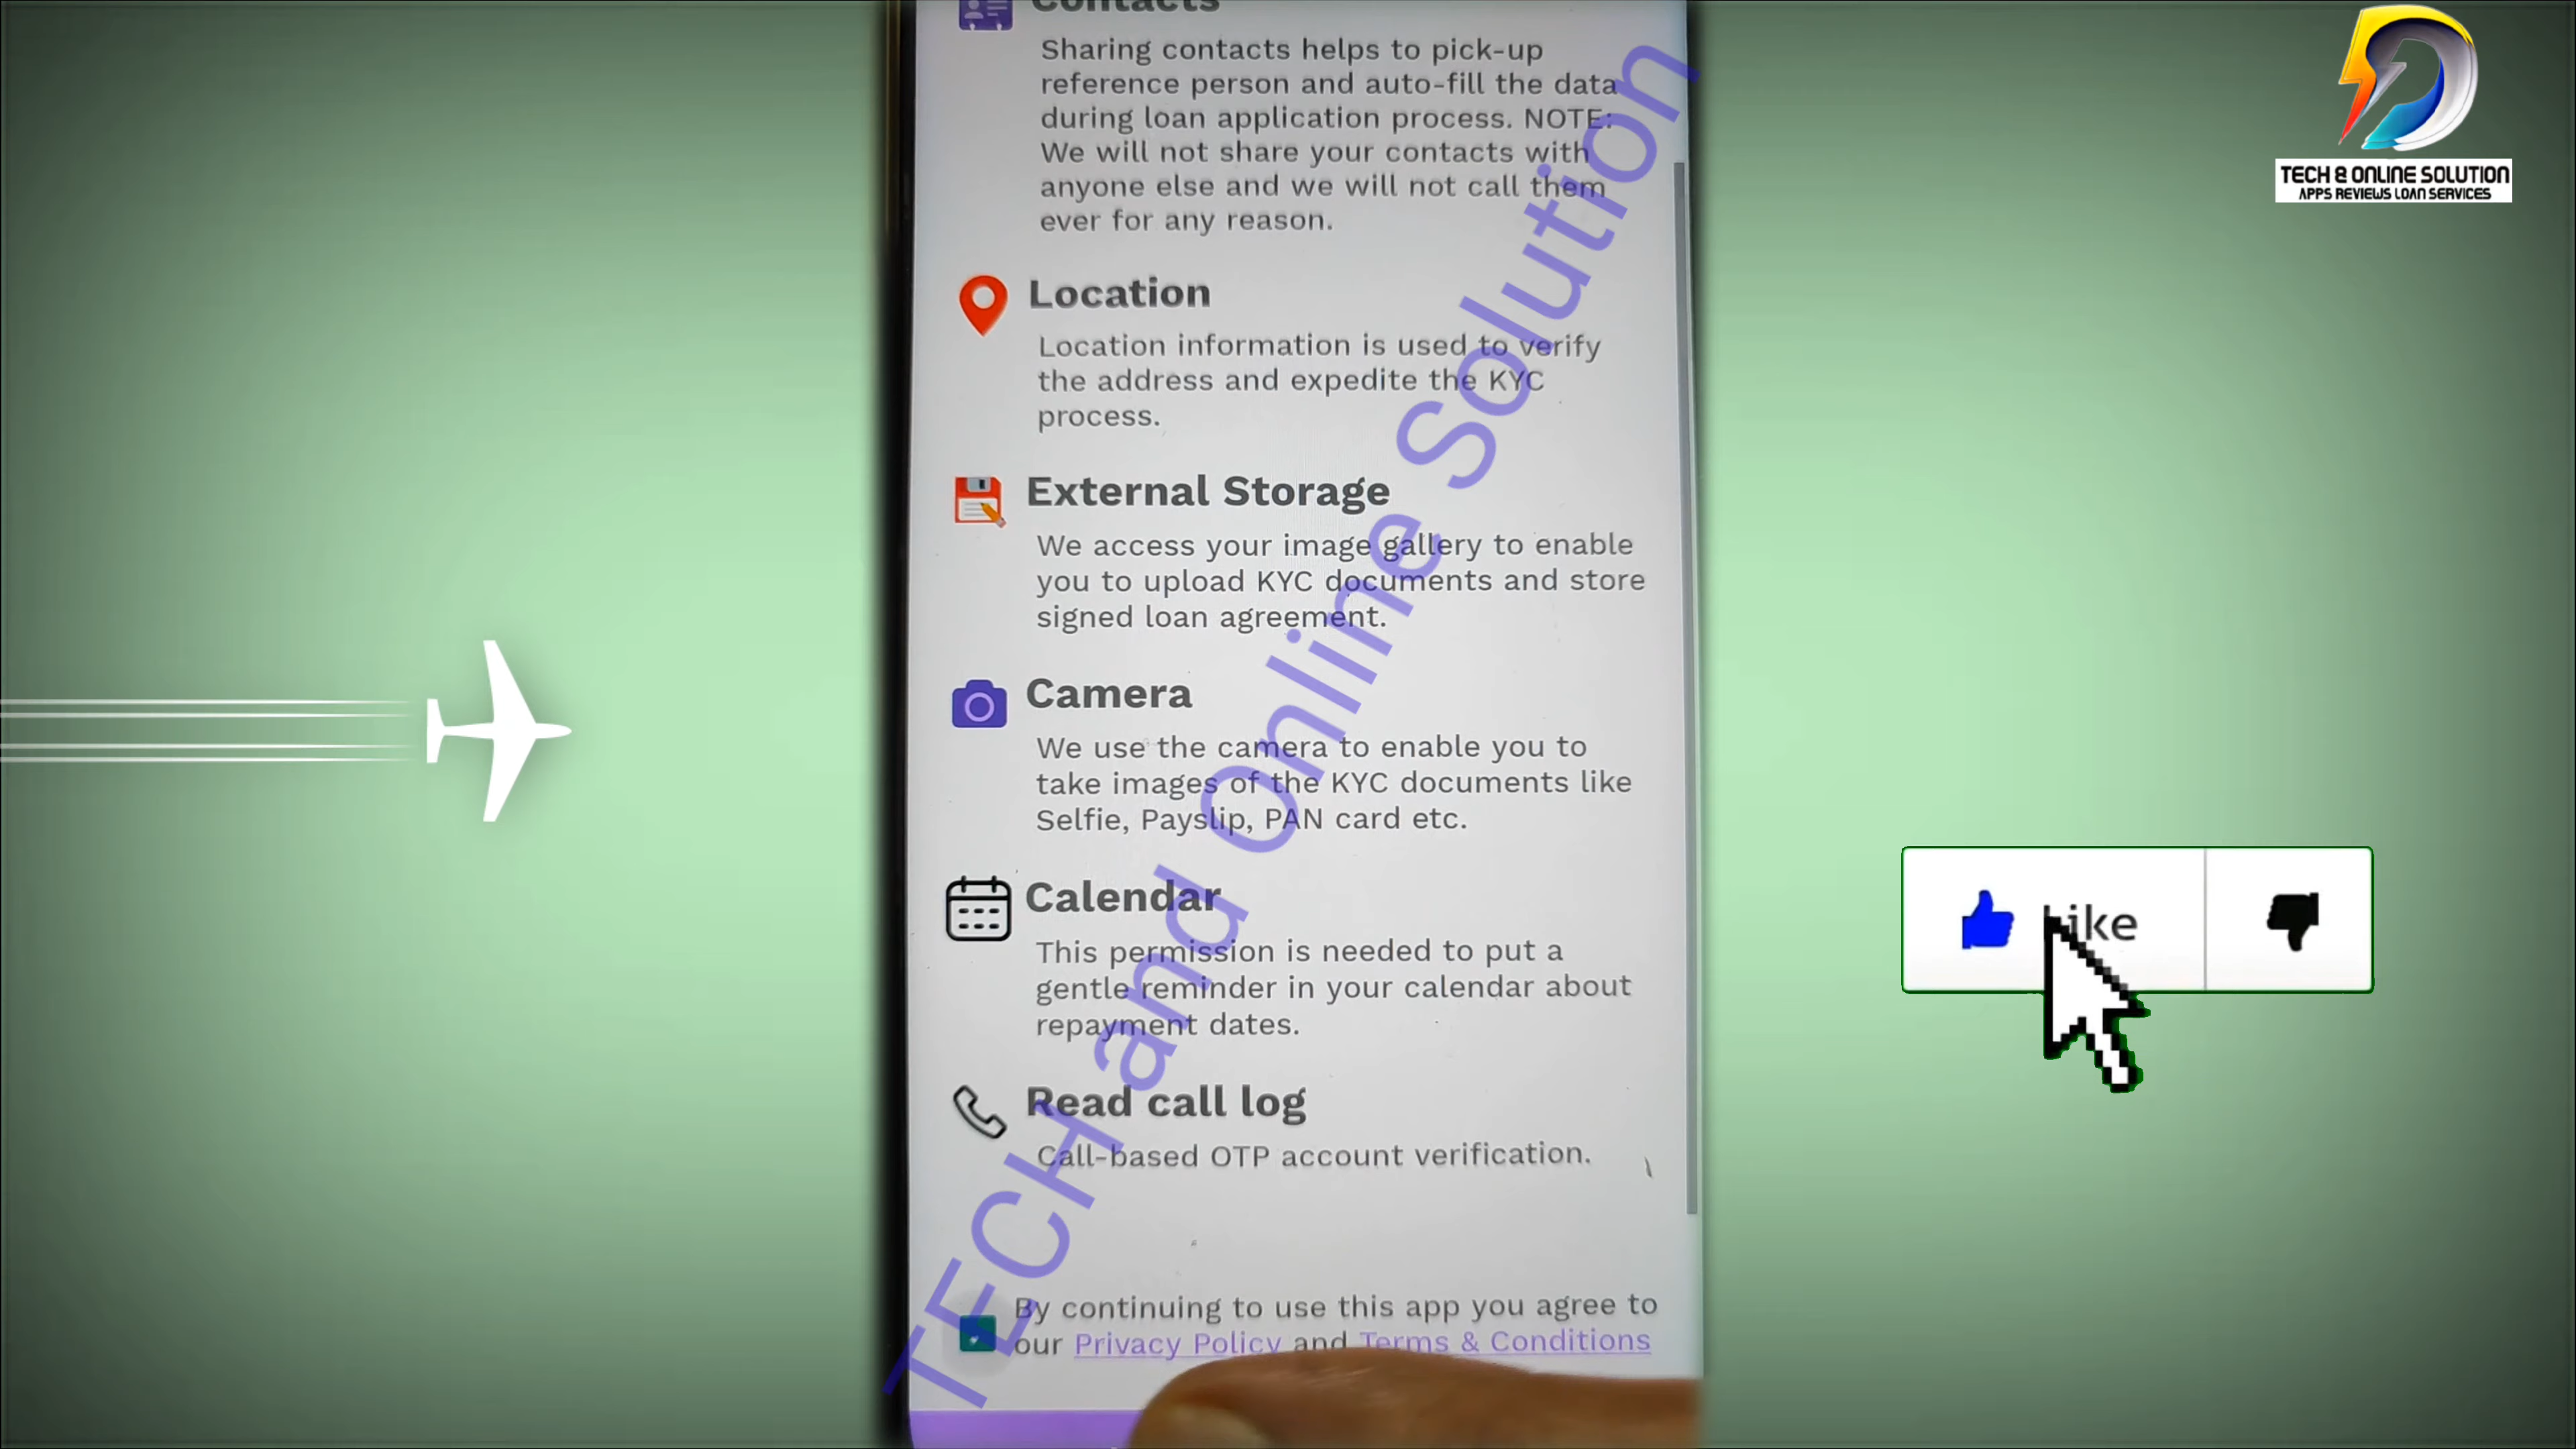 Contacts
Sharing contacts helps to pick-up
reference person and auto-fill the data
during loan application process. NOTE:
We will not share your contacts with
anyone else and we will not call them
ever for any reason.
Location
Location information is used to verify
the address and expedite the KYC
process.
External Storage
We access your image gallery to enable
you to upload KYC documents and store
signed loan agreement.
Camera
We use the camera to enable you to
take images of the KYC documents like
Selfie, Payslip, PAN card etc.
Calendar
This permission is needed to put a
gentle reminder in your calendar about
repayment dates.
Read call log
Call-based OTP account verification.
By continuing to use this app you agree to
our Privacy Policy and Terms & Conditions
TECH and Online Solution
TECH & ONLINE SOLUTION
APPS REVIEWS LOAN SERVICES
Like